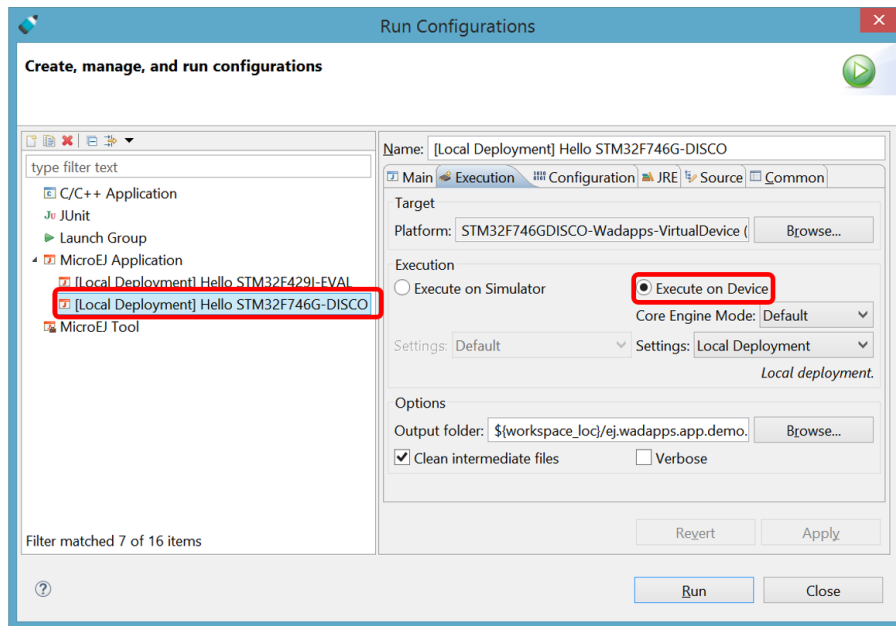 Run Configurations
Create, manage, and run configurations
type filter text
C/C++ Application
Ju JUnit
Launch Group
MicroEJ Application
[Local Deployment] Hello STM32F429I-EVAL
[Local Deployment] Hello STM32F746G-DISCO
MicroEJ Tool
Filter matched 7 of 16 items
Name: [Local Deployment] Hello STM32F746G-DISCO
Main Execution Configuration JRE Source Common
Target
Platform: STM32F746GDISCO-Wadapps-VirtualDevice (
Browse...
Execution
Execute on Simulator Execute on Device
Core Engine Mode: Default
Settings: Default Settings: Local Deployment
Local deployment.
Options
Output folder: ${workspace_loc}/ej.wadapps.app.demo. Browse...
Clean intermediate files Verbose
Revert Apply
Run Close